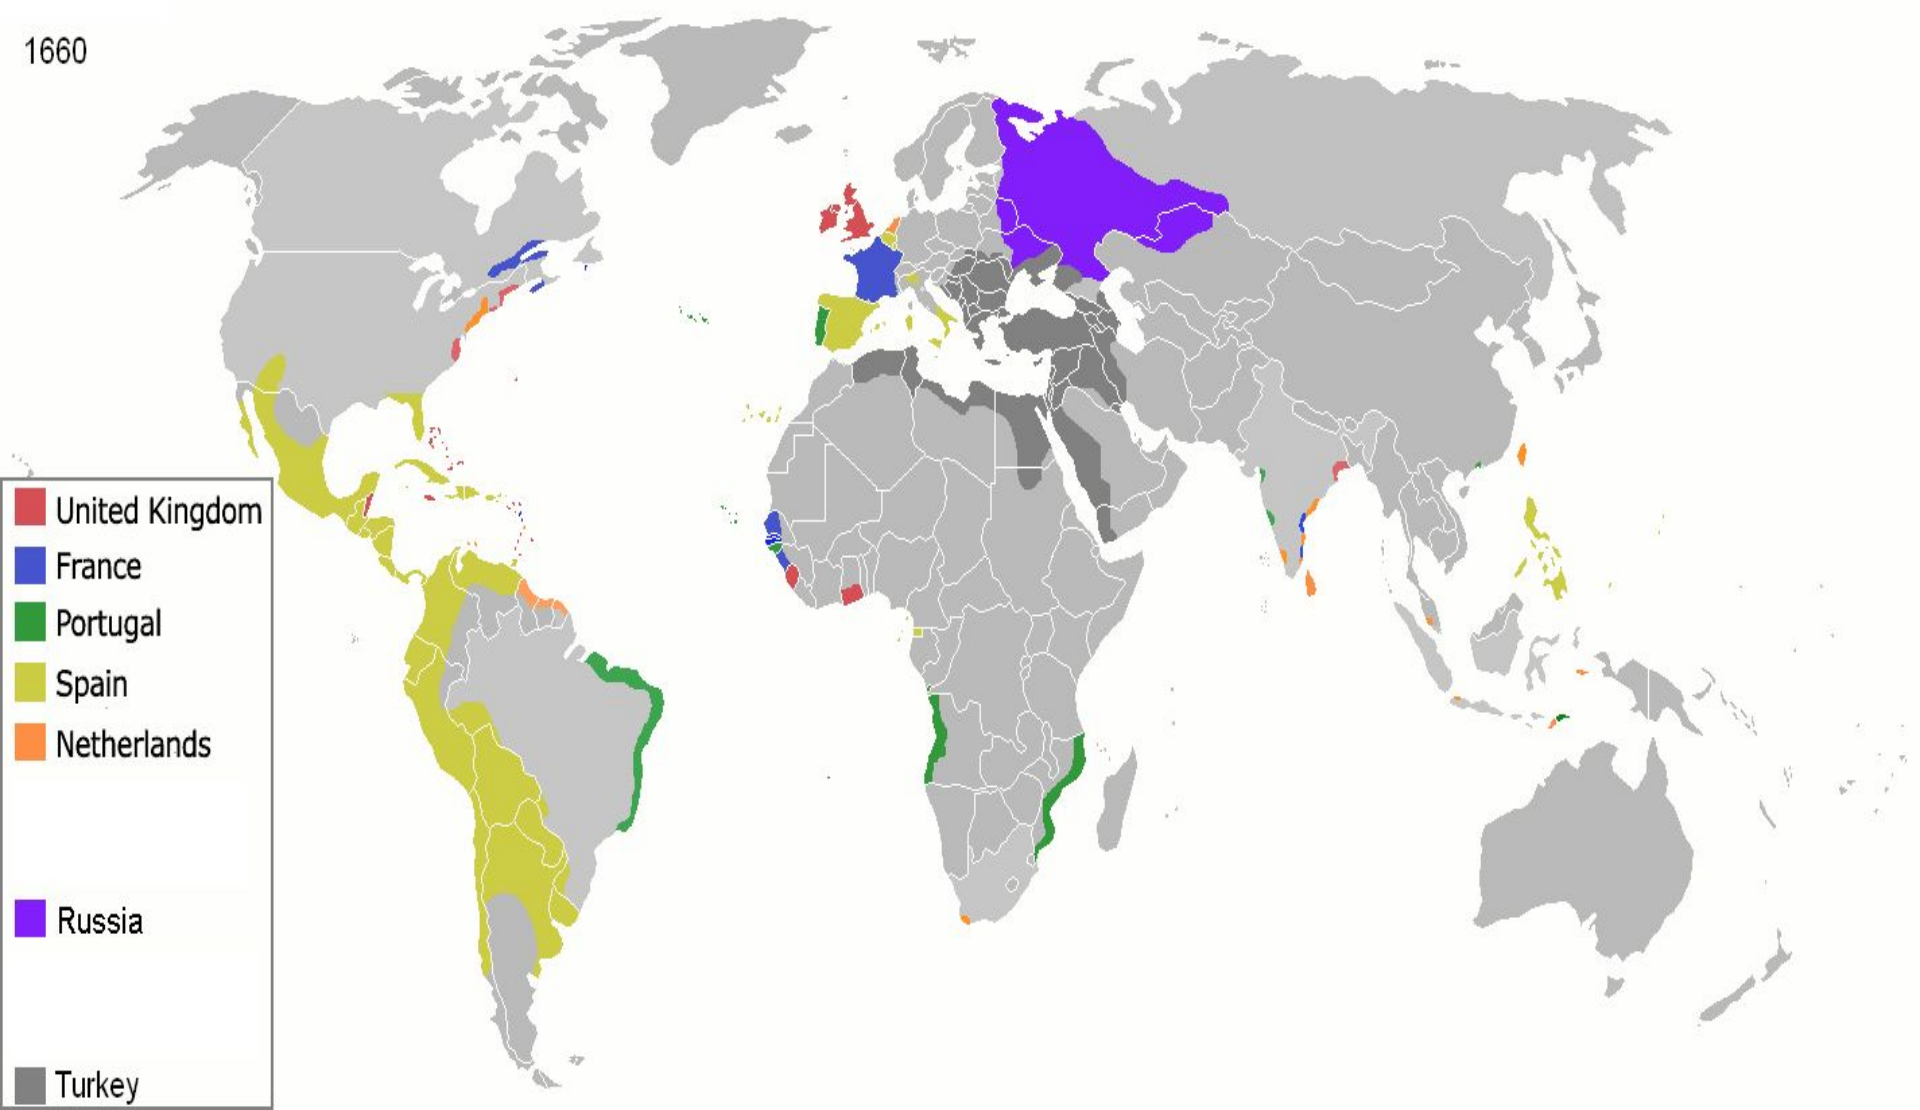 1660
United Kingdom
France
Portugal
Spain
Netherlands
Russia
Turkey